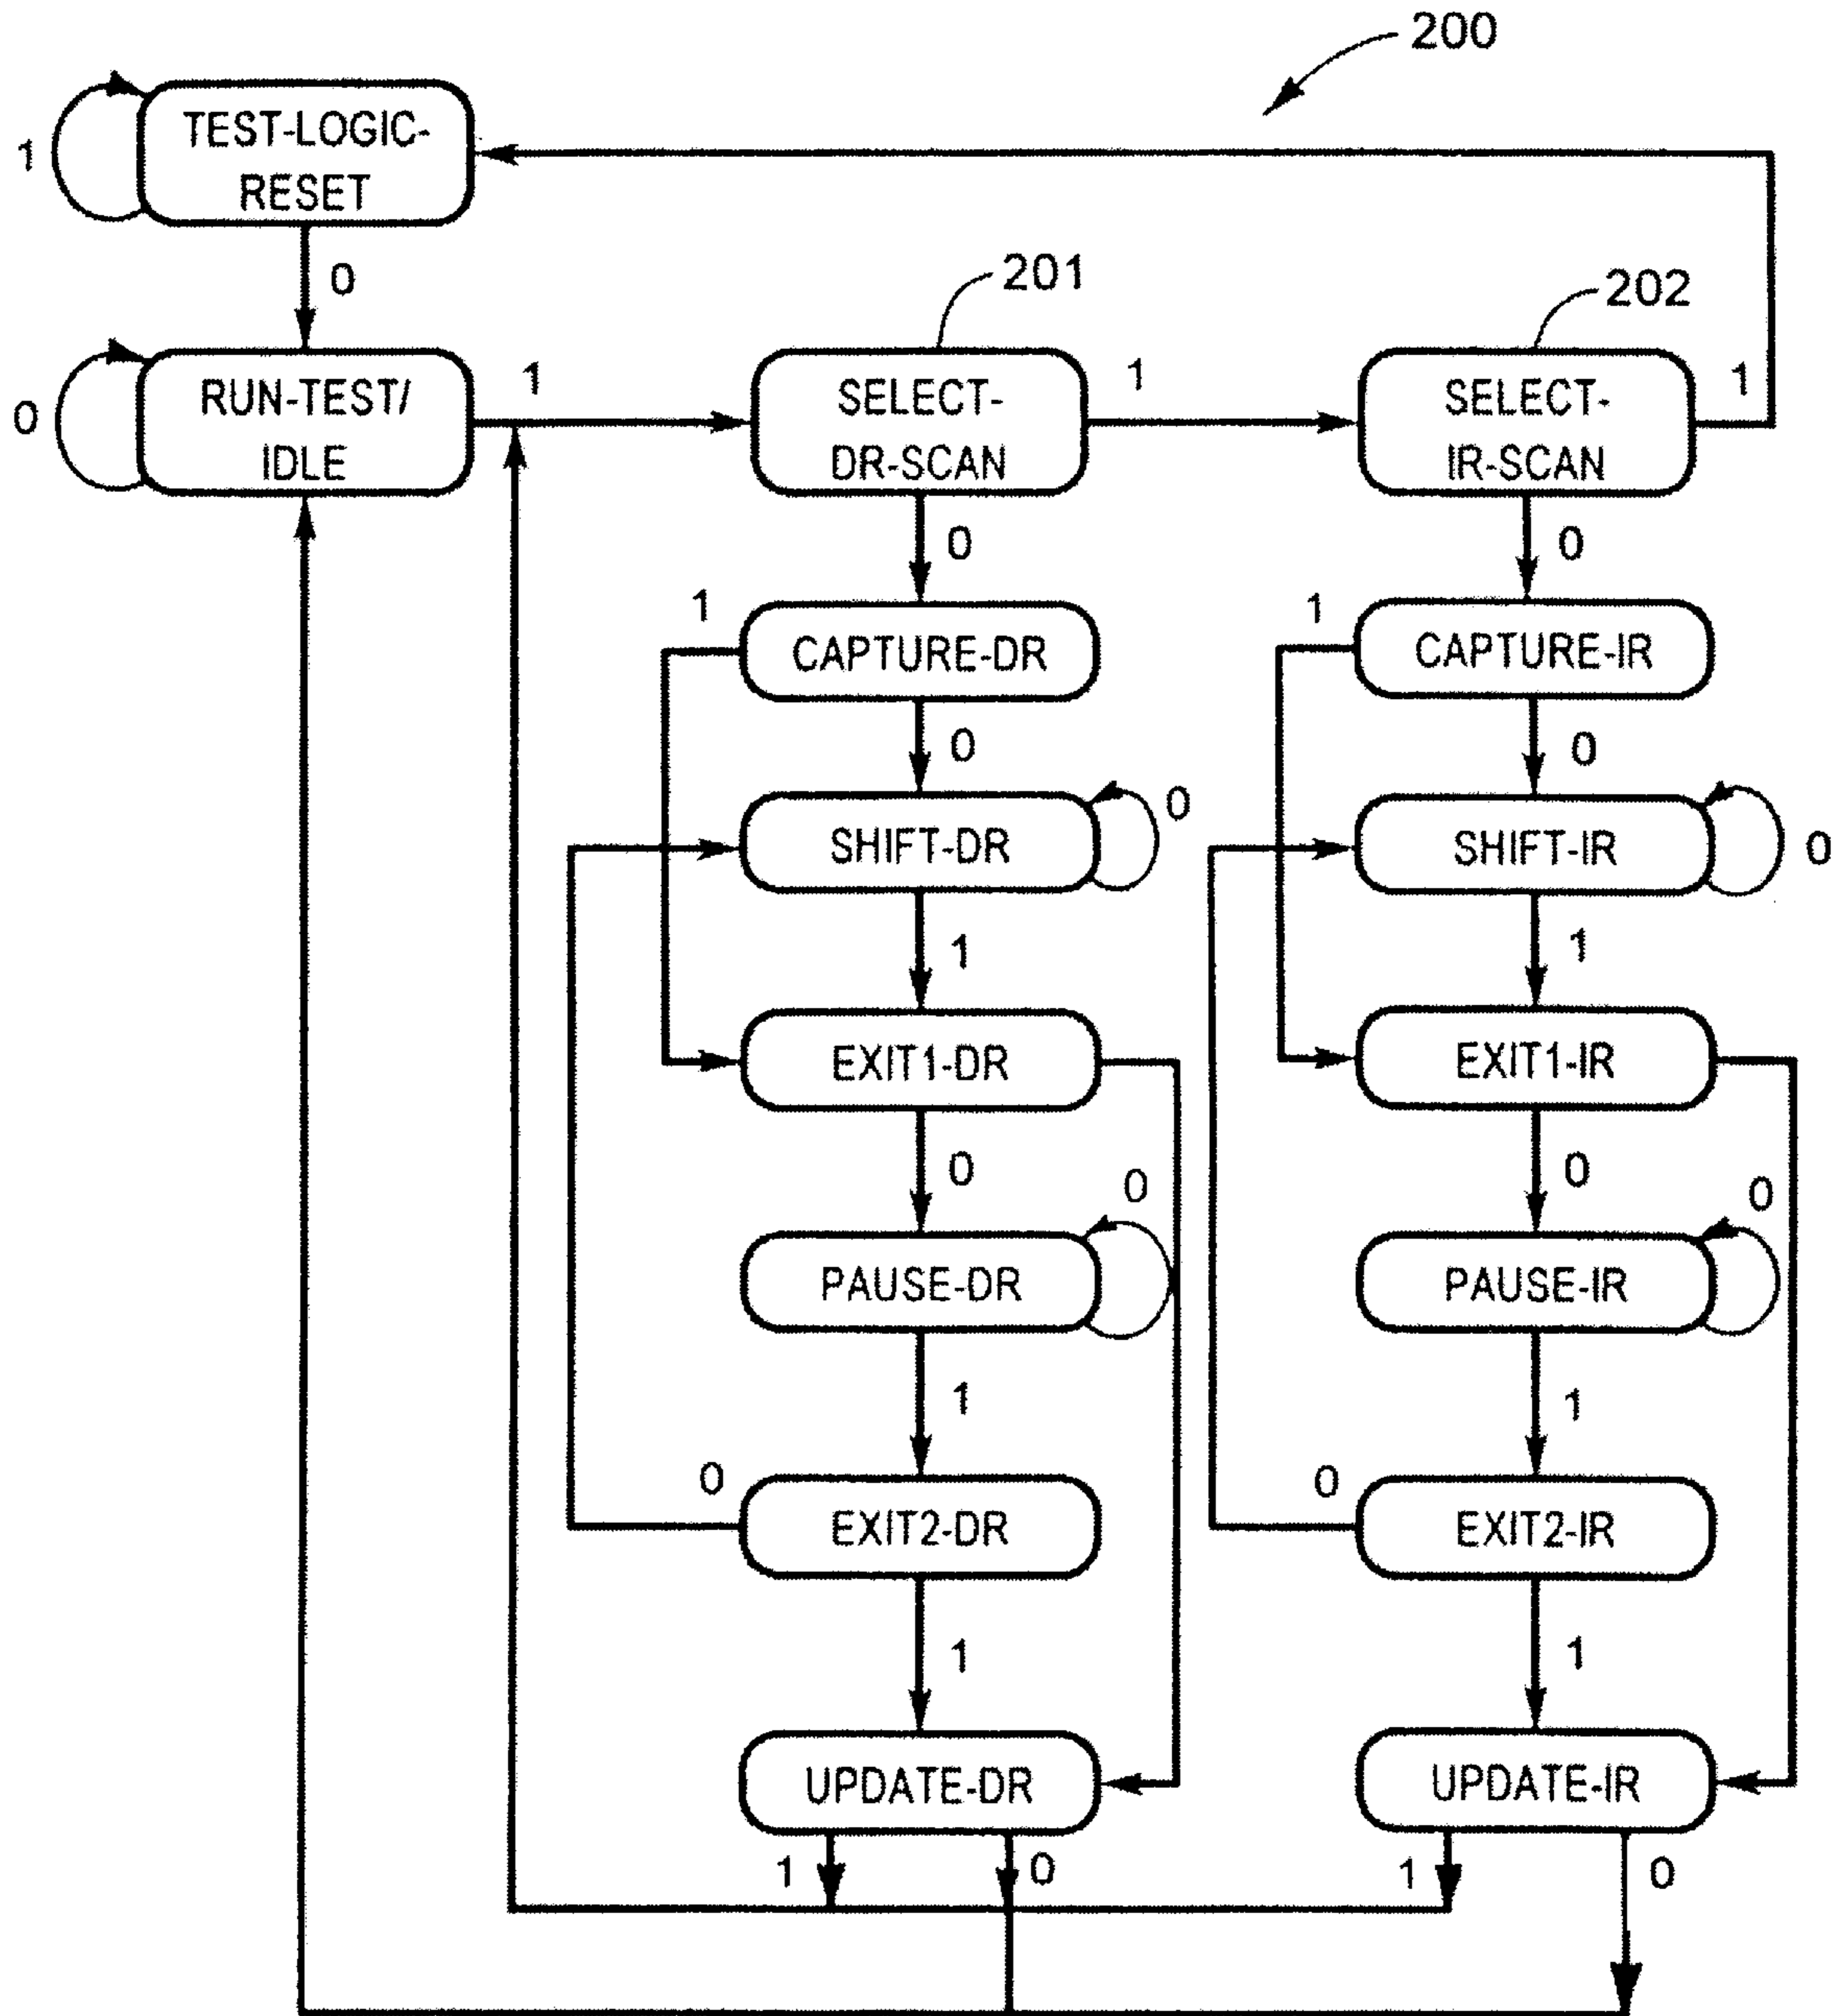 200
TEST-LOGIC-
RESET
1
0
201
202
RUN-TEST/
IDLE
0
1
SELECT-
DR-SCAN
1
SELECT-
IR-SCAN
1
0
0
1
CAPTURE-DR
1
CAPTURE-IR
0
0
SHIFT-DR
0
SHIFT-IR
0
1
1
EXIT1-DR
EXIT1-IR
0
0
0
0
PAUSE-DR
PAUSE-IR
1
1
0
EXIT2-DR
0
EXIT2-IR
1
1
UPDATE-DR
UPDATE-IR
1
0
1
0